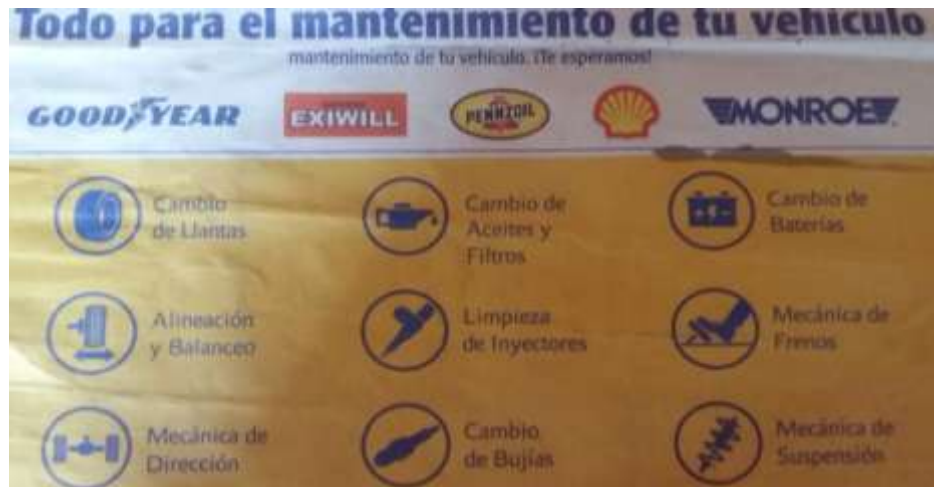 Todo para el mantenimiento de tu vehículo
mantenimiento de tu vehículo. ¡Te esperamos!
GOODYEAR EXIWILL PENNZOIL MONROE
Cambio
de Llantas
Cambio de
Aceites y
Filtros
Cambio de
Baterías
Alineación
y Balanceo
Limpieza
de Inyectores
Mecánica de
Frenos
Mecánica de
Dirección
Cambio
de Bujías
Mecánica de
Suspensión